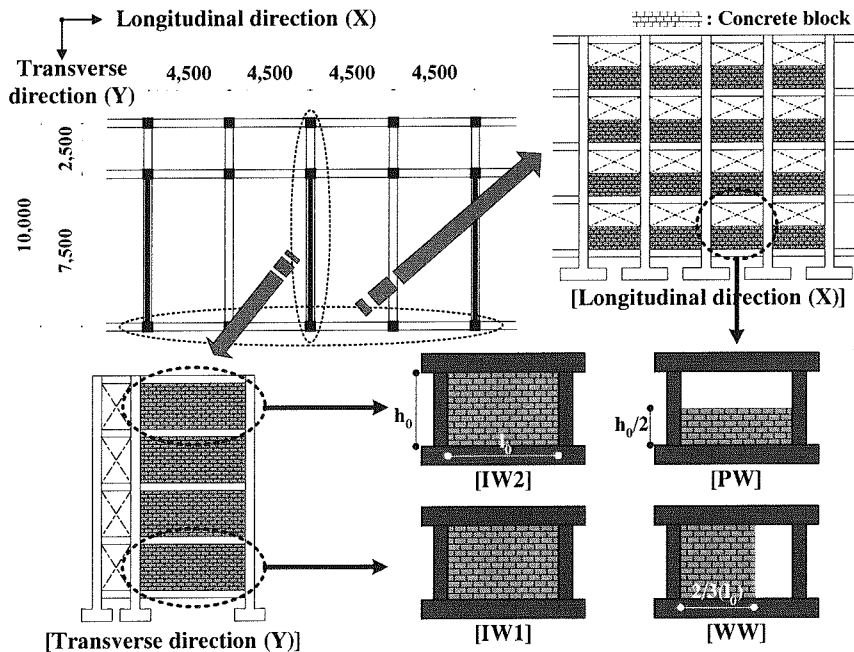 Longitudinal direction (X)
: Concrete block
Transverse
direction (Y)
4,500 4,500 4,500 4,500
2,500
10,000
7,500
[Longitudinal direction (X)]
h₀
l₀
h₀/2
[IW2]
[PW]
2/3(l₀)
[Transverse direction (Y)]
[IW1]
[WW]